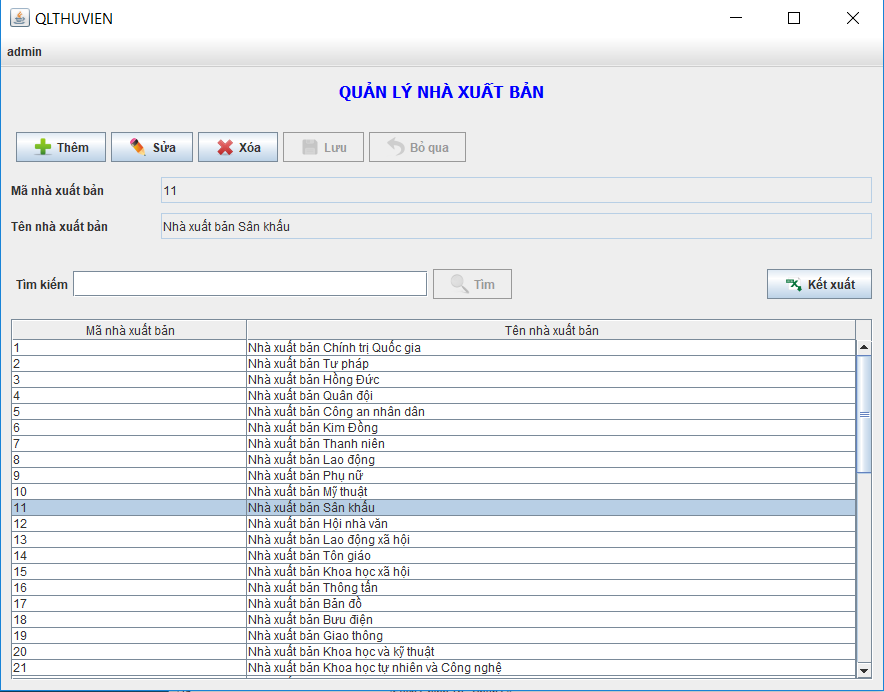 QLTHUVIEN
admin
QUẢN LÝ NHÀ XUẤT BẢN
Thêm Sửa Xóa Lưu Bỏ qua
Mã nhà xuất bản 11
Tên nhà xuất bản Nhà xuất bản Sân khấu
Tìm kiếm Tìm Kết xuất
Mã nhà xuất bản Tên nhà xuất bản
1 Nhà xuất bản Chính trị Quốc gia
2 Nhà xuất bản Tư pháp
3 Nhà xuất bản Hồng Đức
4 Nhà xuất bản Quân đội
5 Nhà xuất bản Công an nhân dân
6 Nhà xuất bản Kim Đồng
7 Nhà xuất bản Thanh niên
8 Nhà xuất bản Lao động
9 Nhà xuất bản Phụ nữ
10 Nhà xuất bản Mỹ thuật
11 Nhà xuất bản Sân khấu
12 Nhà xuất bản Hội nhà văn
13 Nhà xuất bản Lao động xã hội
14 Nhà xuất bản Tôn giáo
15 Nhà xuất bản Khoa học xã hội
16 Nhà xuất bản Thông tấn
17 Nhà xuất bản Bản đồ
18 Nhà xuất bản Bưu điện
19 Nhà xuất bản Giao thông
20 Nhà xuất bản Khoa học và kỹ thuật
21 Nhà xuất bản Khoa học tự nhiên và Công nghệ